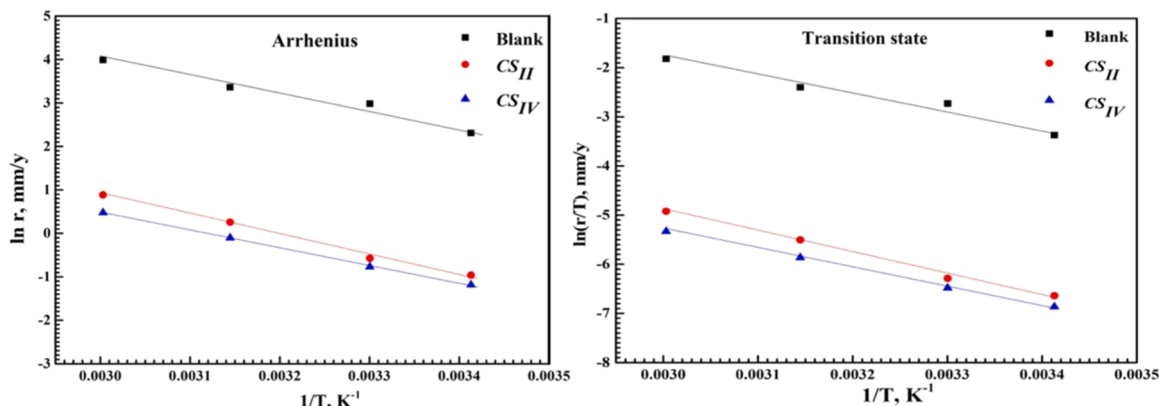 Arrhenius
Blank
CS_II
CS_IV
ln r, mm/y
5
4
3
2
1
0
-1
-2
-3
0.0030
0.0031
0.0032
0.0033
0.0034
0.0035
1/T, K⁻¹
Transition state
Blank
CS_II
CS_IV
ln(r/T), mm/y
-1
-2
-3
-4
-5
-6
-7
-8
0.0030
0.0031
0.0032
0.0033
0.0034
0.0035
1/T, K⁻¹